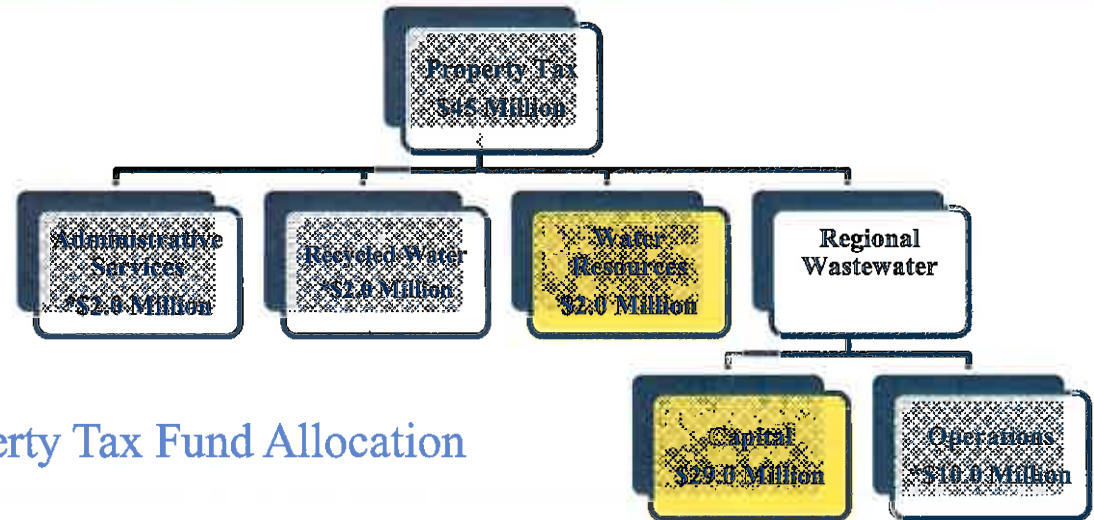 Property Tax
$45 Million
Administrative
Services
*$2.0 Million
Recycled Water
*$2.0 Million
Water
Resources
$2.0 Million
Regional
Wastewater
Capital
$29.0 Million
Operations
*$10.0 Million
erty Tax Fund Allocation